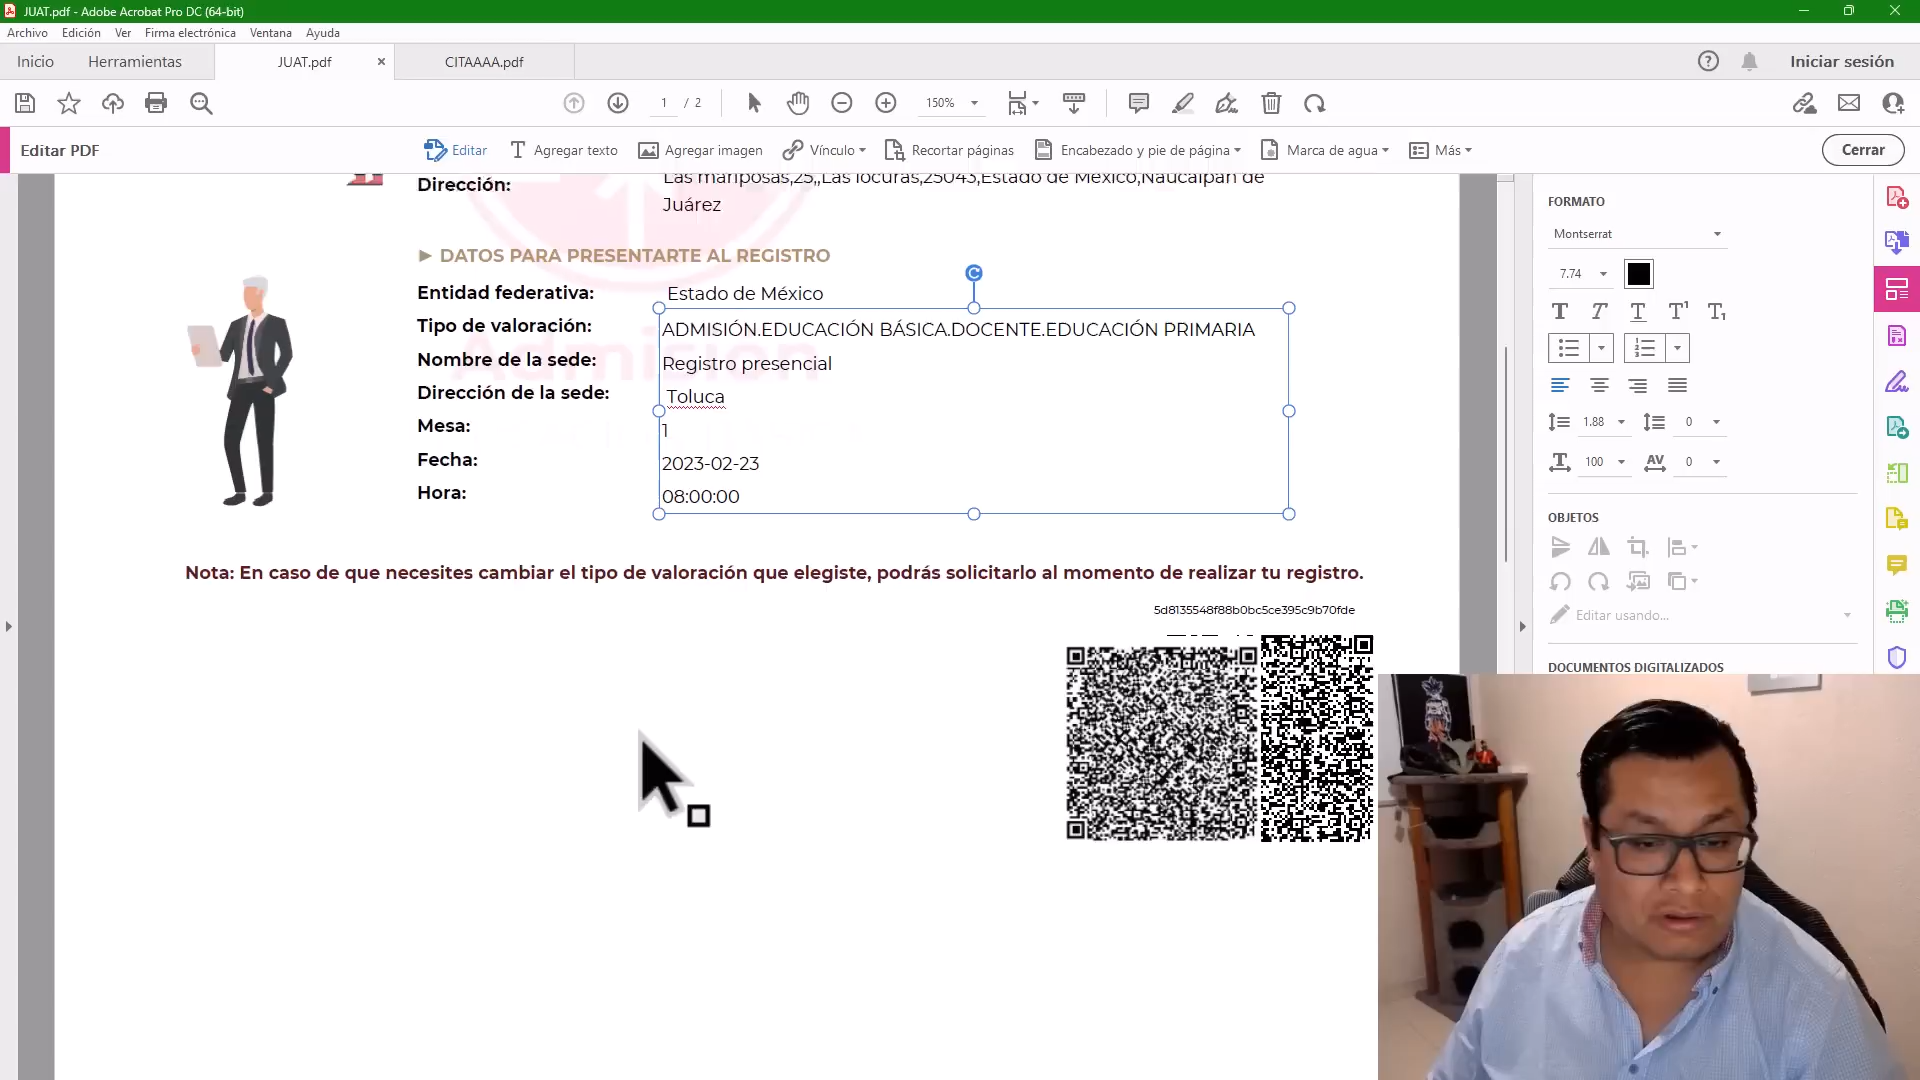 JUAT.pdf - Adobe Acrobat Pro DC (64-bit)
Archivo Edición Ver Firma electrónica Ventana Ayuda
Inicio Herramientas JUAT.pdf CITAAAA.pdf Iniciar sesión
1 / 2 150%
Editar PDF Editar Agregar texto Agregar imagen Vínculo Recortar páginas Encabezado y pie de página Marca de agua Más Cerrar
Dirección: Las mariposas,25,,Las locuras,25043,Estado de México,Naucalpan de
Juárez
► DATOS PARA PRESENTARTE AL REGISTRO
Entidad federativa: Estado de México
Tipo de valoración: ADMISIÓN.EDUCACIÓN BÁSICA.DOCENTE.EDUCACIÓN PRIMARIA
Nombre de la sede: Registro presencial
Admisión
Dirección de la sede: Toluca
Mesa: 1
Fecha: 2023-02-23
Hora: 08:00:00
Nota: En caso de que necesites cambiar el tipo de valoración que elegiste, podrás solicitarlo al momento de realizar tu registro.
5d8135548f88b0bc5ce395c9b70fde
FORMATO
Montserrat
7.74
T T T T¹ T₁
1.88 0
100 AV 0
OBJETOS
Editar usando...
DOCUMENTOS DIGITALIZADOS